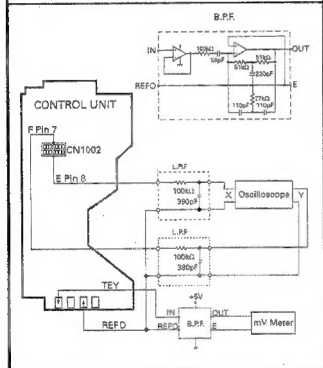 B.P.F.
IN
OUT
100kΩ
56pF
51kΩ
51kΩ
220pF
27kΩ
110pF 110pF
REFO
E
CONTROL UNIT
F Pin 7
CN1002
E Pin 8
L.P.F
100kΩ
390pF
X
Oscilloscope
Y
L.P.F
100kΩ
390pF
TEY
+5V
IN
OUT
REFO
B.P.F.
E
mV Meter
REFO